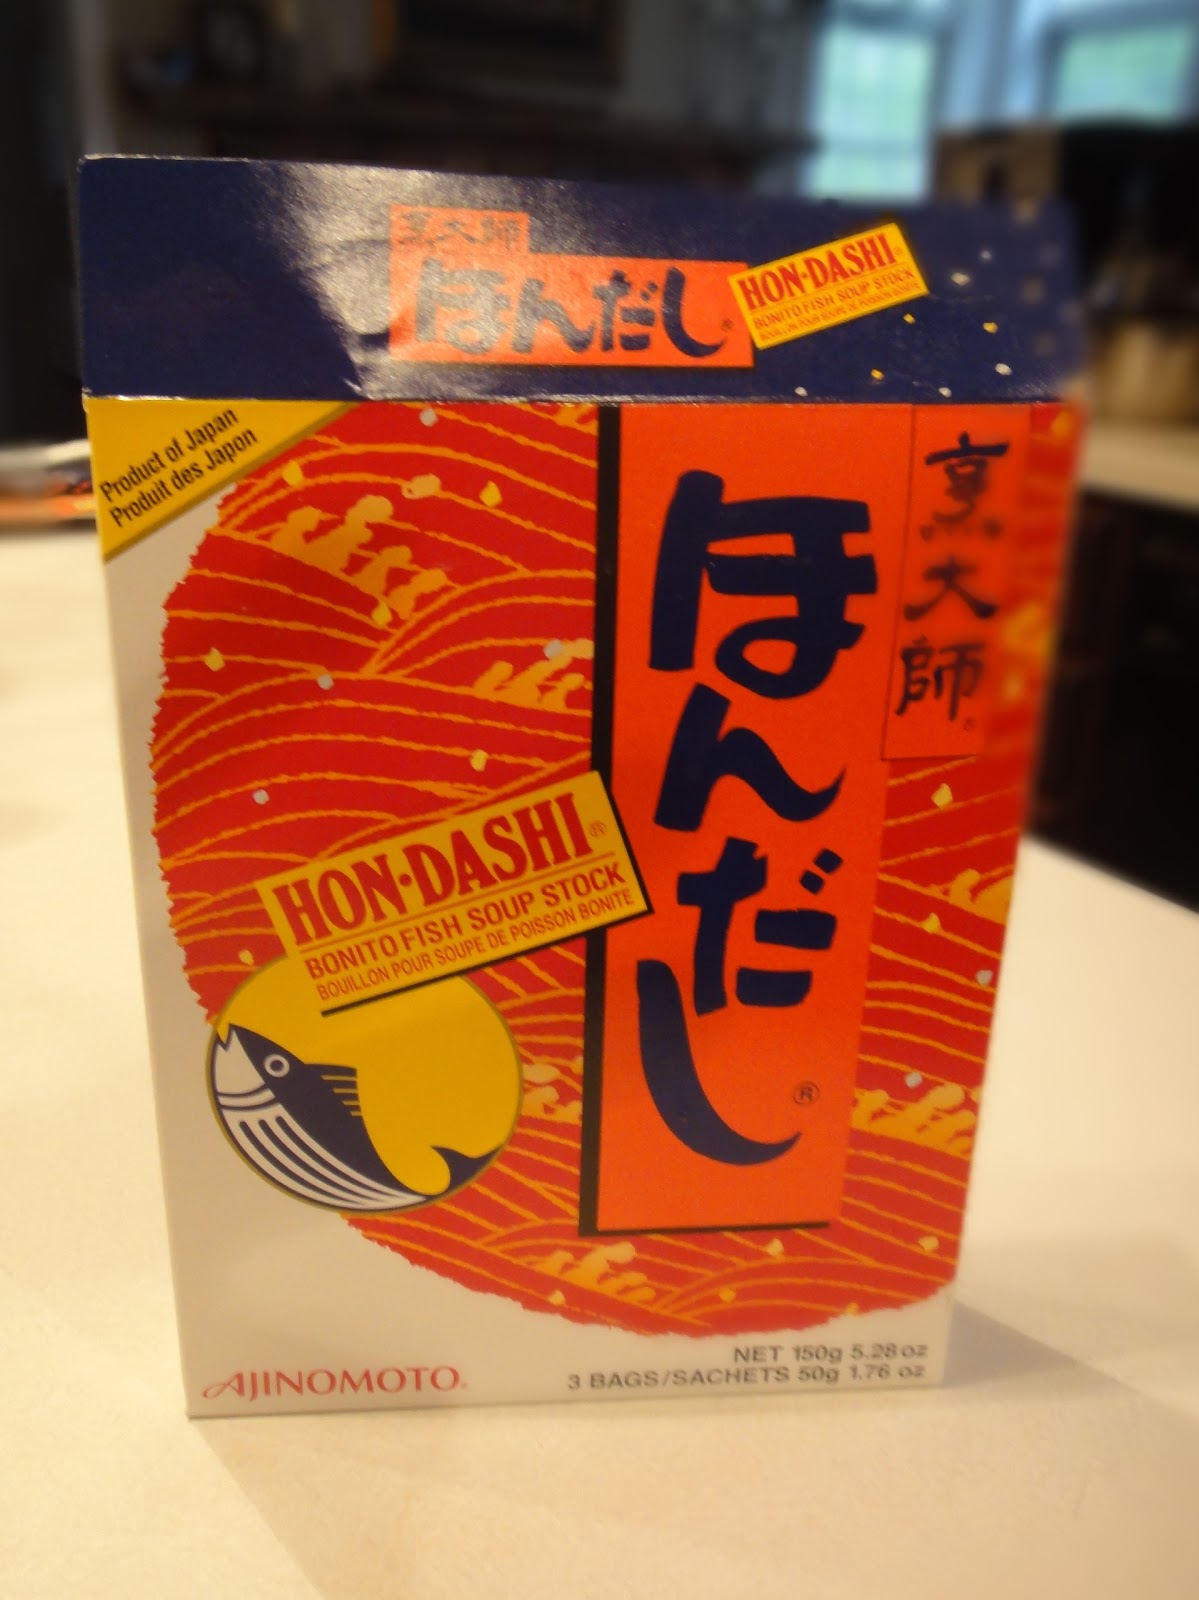 烹大師
ほんだし®
HON-DASHI®
BONITO FISH SOUP STOCK
BOUILLON POUR SOUPE DE POISSON BONITE
Product of Japan
Produit des Japon
烹大師®
ほんだし®
HON-DASHI®
BONITO FISH SOUP STOCK
BOUILLON POUR SOUPE DE POISSON BONITE
AJINOMOTO®
NET 150g 5.28 oz
3 BAGS/SACHETS 50g 1.76 oz